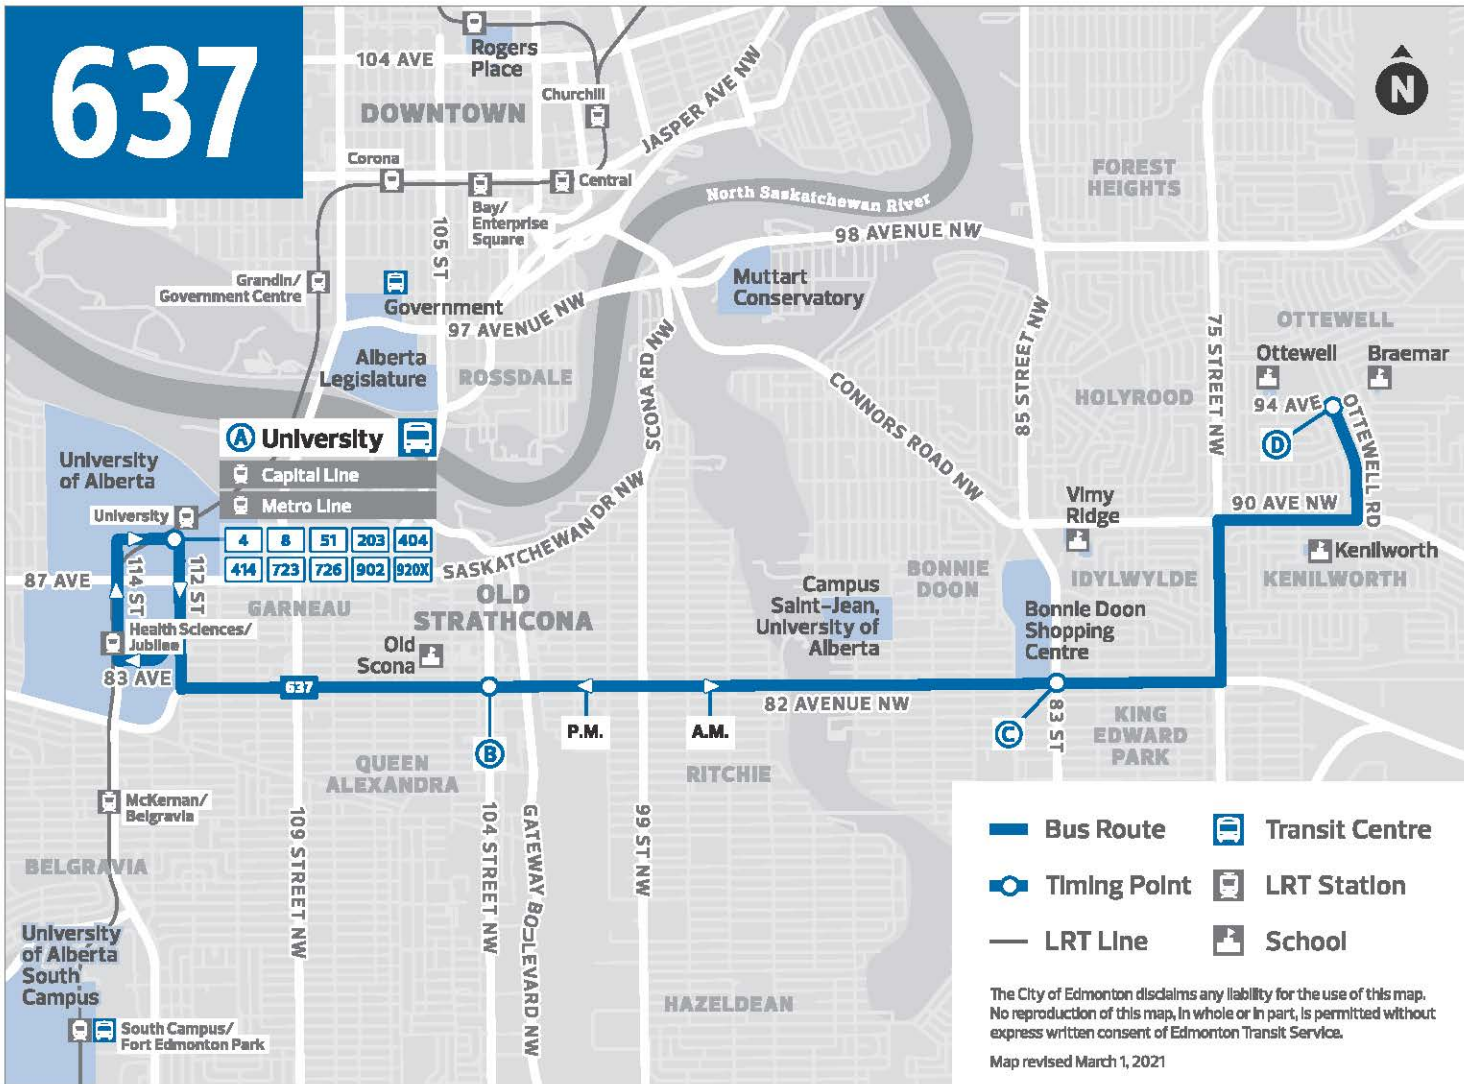 637
N
Rogers
Place
104 AVE
Churchill
DOWNTOWN
JASPER AVE NW
Corona
Central
Bay/
Enterprise
Square
105 ST
North Saskatchewan River
FOREST
HEIGHTS
98 AVENUE NW
Grandin/
Government Centre
Government
97 AVENUE NW
Muttart
Conservatory
Alberta
Legislature
ROSSDALE
SCONA RD NW
CONNORS ROAD NW
85 STREET NW
75 STREET NW
HOLYROOD
OTTEWELL
Ottewell
Braemar
94 AVE
OTTEWELL RD
D
90 AVE NW
Kenilworth
KENILWORTH
A University
Capital Line
Metro Line
University
of Alberta
University
4 8 51 203 404
414 723 726 902 920X
SASKATCHEWAN DR NW
87 AVE
114 ST
112 ST
GARNEAU
OLD
STRATHCONA
Health Sciences/
Jubilee
83 AVE
Old
Scona
Campus
Saint-Jean,
University of
Alberta
BONNIE
DOON
Vimy
Ridge
IDYLWYLDE
Bonnie Doon
Shopping
Centre
637
82 AVENUE NW
P.M.
A.M.
B
C
83 ST
KING
EDWARD
PARK
QUEEN
ALEXANDRA
RITCHIE
McKernan/
Belgravia
BELGRAVIA
109 STREET NW
104 STREET NW
GATEWAY BOULEVARD NW
99 ST NW
HAZELDEAN
University
of Alberta
South
Campus
South Campus/
Fort Edmonton Park
Bus Route
Transit Centre
Timing Point
LRT Station
LRT Line
School
The City of Edmonton disclaims any liability for the use of this map.
No reproduction of this map, in whole or in part, is permitted without
express written consent of Edmonton Transit Service.
Map revised March 1, 2021